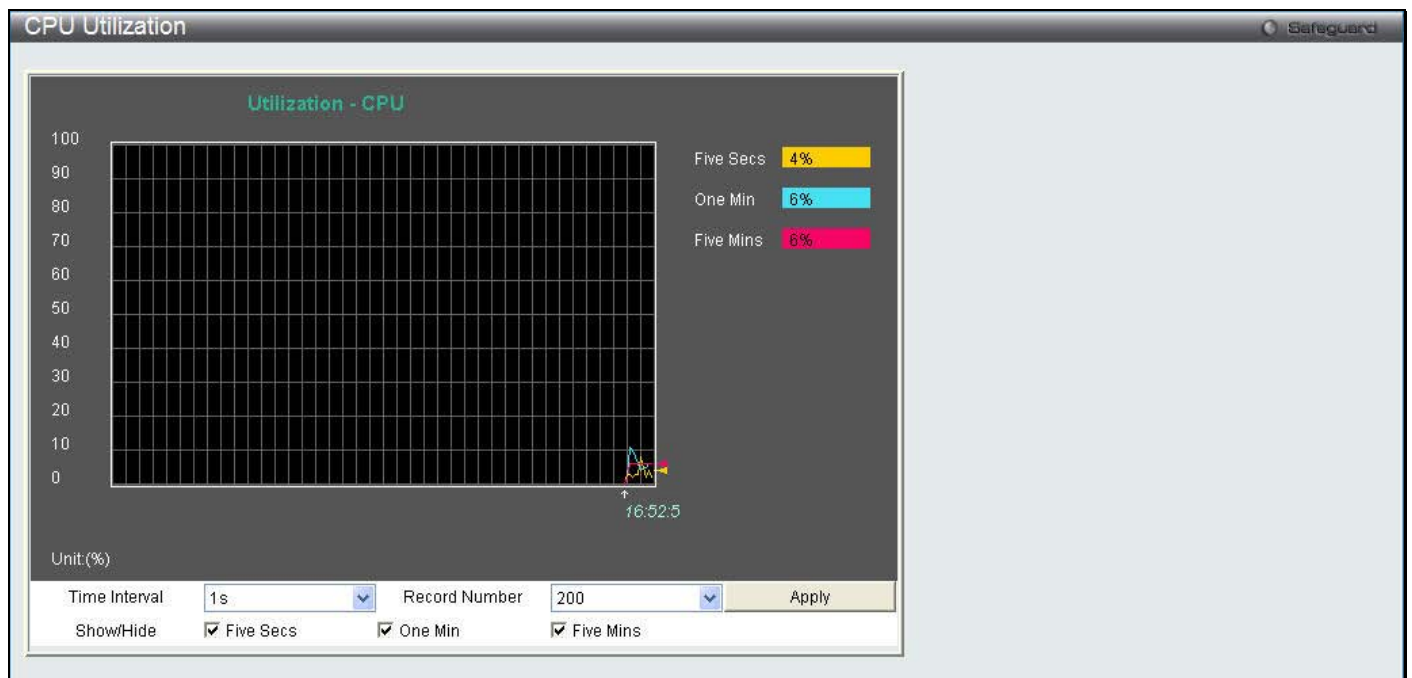 CPU Utilization
Safeguard
Utilization - CPU
100
90
80
70
60
50
40
30
20
10
0
Five Secs 4%
One Min 6%
Five Mins 6%
16:52:5
Unit:(%)
Time Interval 1s Record Number 200 Apply
Show/Hide Five Secs One Min Five Mins